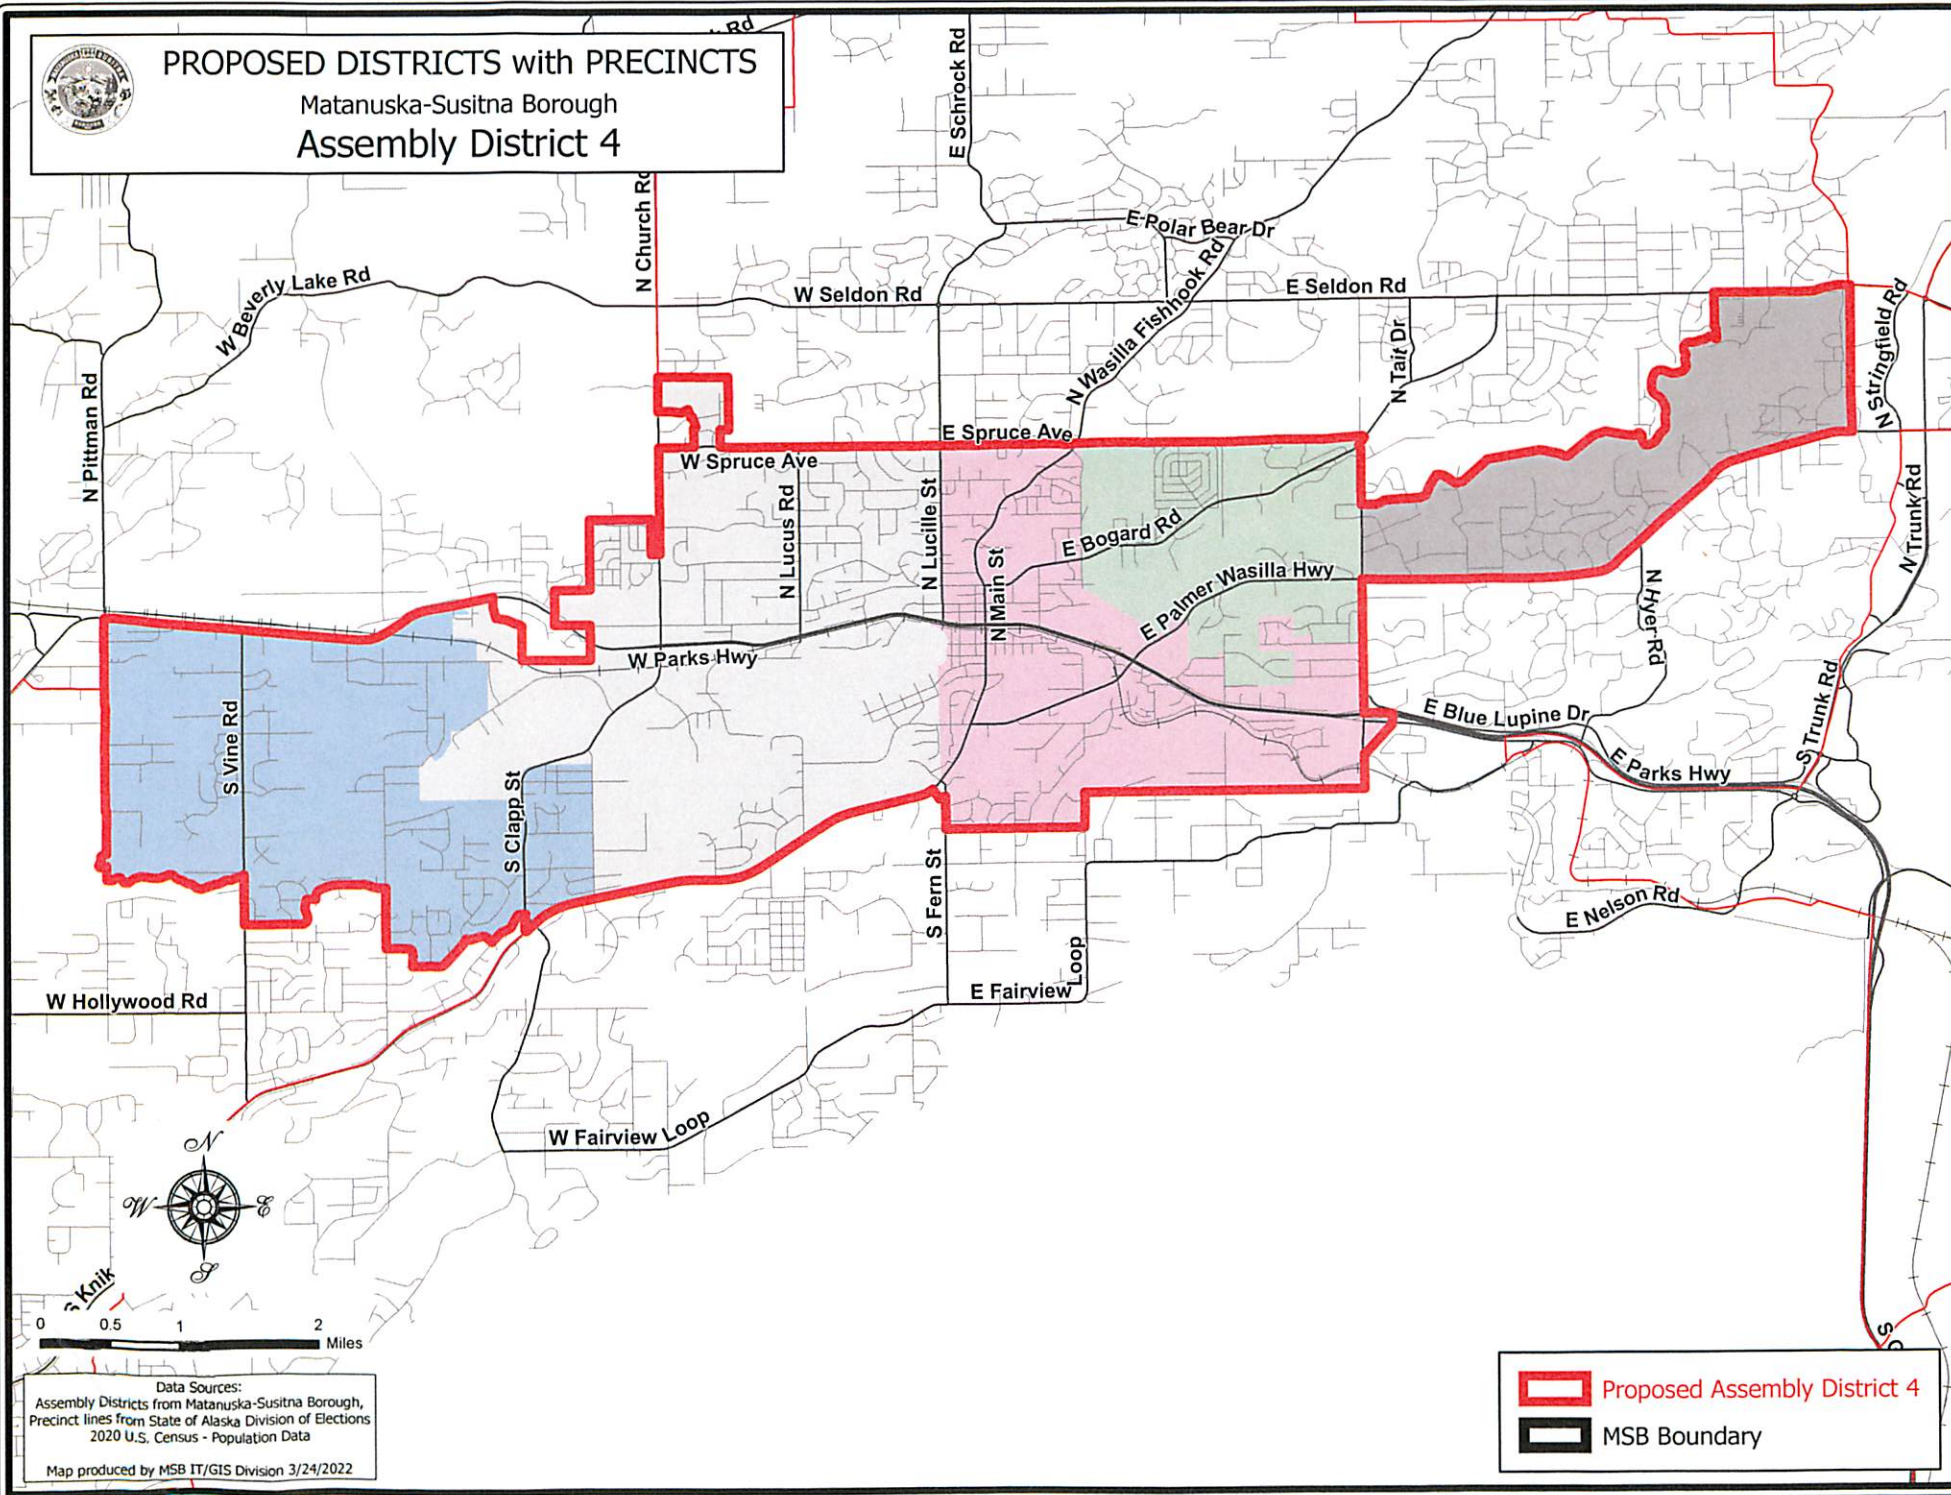 PROPOSED DISTRICTS with PRECINCTS
Matanuska-Susitna Borough
Assembly District 4
Rd
E Schrock Rd
N Church Rd
E Polar Bear Dr
W Beverly Lake Rd
W Seldon Rd
E Seldon Rd
N Wasilla Fishhook Rd
N Tait Dr
N Stringfield Rd
N Pittman Rd
E Spruce Ave
W Spruce Ave
N Lucus Rd
N Lucille St
N Main St
E Bogard Rd
E Palmer Wasilla Hwy
N Trunk Rd
N Hyer Rd
W Parks Hwy
S Vine Rd
S Clapp St
E Blue Lupine Dr
E Parks Hwy
S Trunk Rd
S Fern St
E Nelson Rd
W Hollywood Rd
E Fairview Loop
W Fairview Loop
N
W
E
S
S Knik
0 0.5 1 2
Miles
Data Sources:
Assembly Districts from Matanuska-Susitna Borough,
Precinct lines from State of Alaska Division of Elections
2020 U.S. Census - Population Data
Map produced by MSB IT/GIS Division 3/24/2022
Proposed Assembly District 4
MSB Boundary